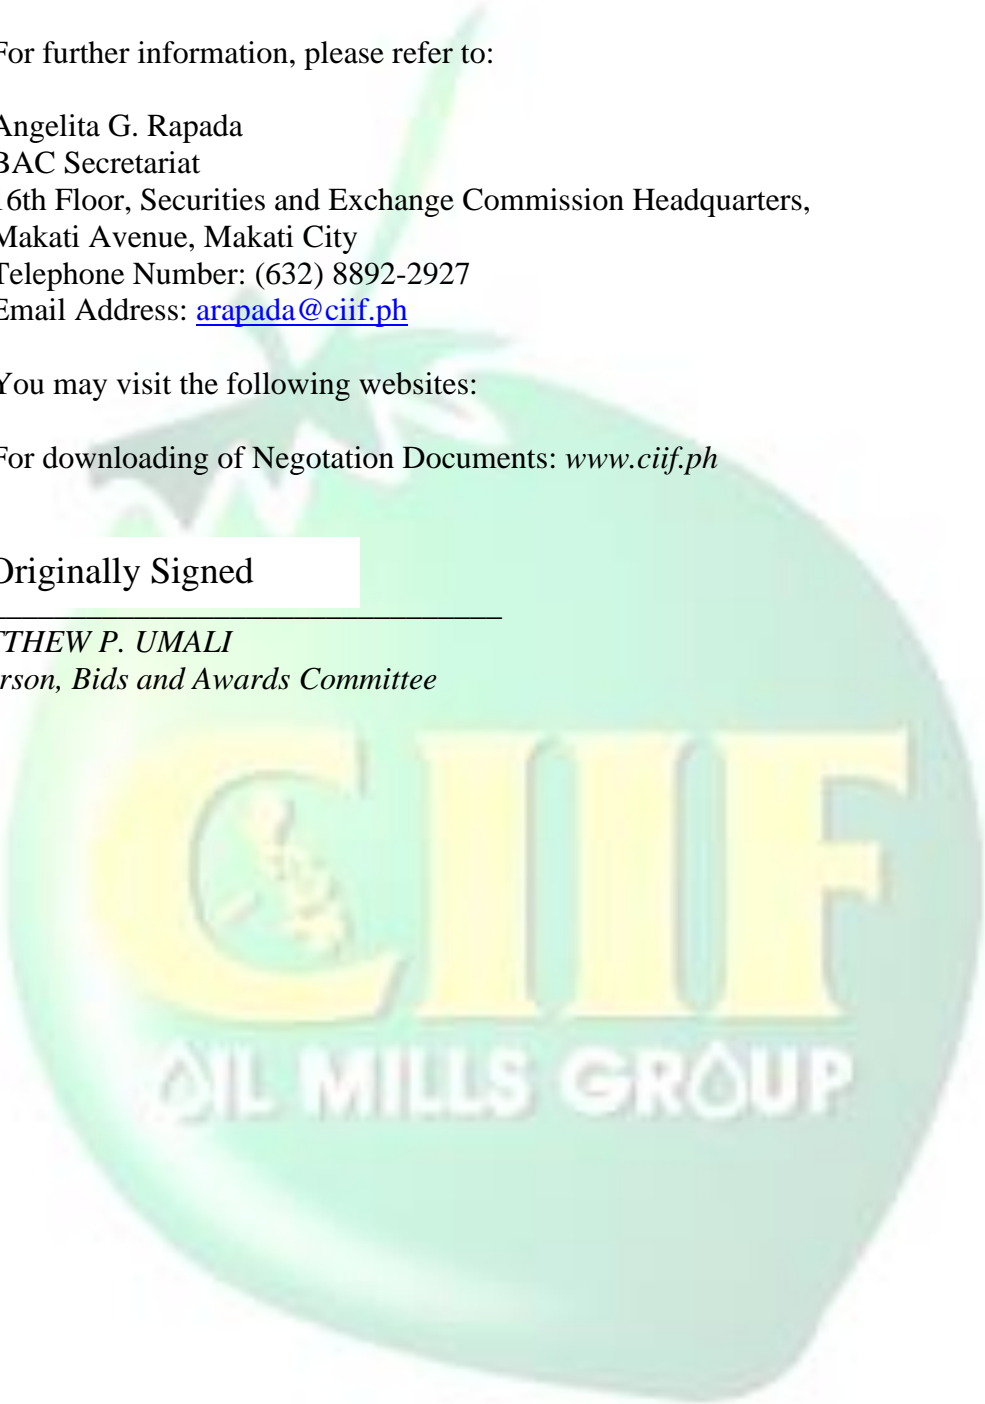 For further information, please refer to:
Angelita G. Rapada
BAC Secretariat
16th Floor, Securities and Exchange Commission Headquarters,
Makati Avenue, Makati City
Telephone Number: (632) 8892-2927
Email Address: arapada@ciif.ph
You may visit the following websites:
For downloading of Negotation Documents: www.ciif.ph
Originally Signed
TTHEW P. UMALI
rson, Bids and Awards Committee
CIIF
OIL MILLS GROUP